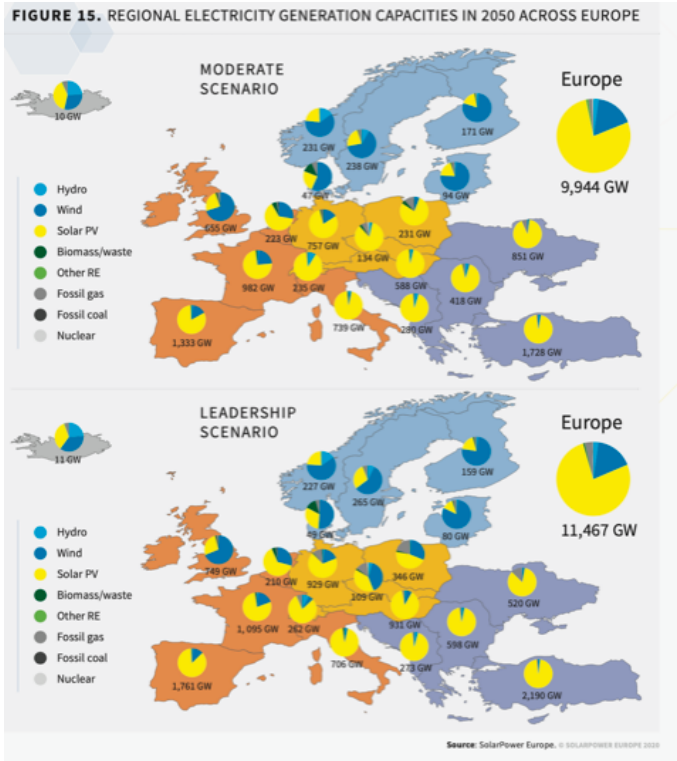 FIGURE 15. REGIONAL ELECTRICITY GENERATION CAPACITIES IN 2050 ACROSS EUROPE
MODERATE
SCENARIO
Europe
9,944 GW
10 GW
231 GW
238 GW
171 GW
47 GW
94 GW
Hydro
Wind
Solar PV
Biomass/waste
Other RE
Fossil gas
Fossil coal
Nuclear
655 GW
223 GW
757 GW
231 GW
134 GW
851 GW
982 GW
235 GW
588 GW
418 GW
739 GW
280 GW
1,333 GW
1,728 GW
LEADERSHIP
SCENARIO
Europe
11,467 GW
11 GW
227 GW
265 GW
159 GW
49 GW
80 GW
Hydro
Wind
Solar PV
Biomass/waste
Other RE
Fossil gas
Fossil coal
Nuclear
749 GW
210 GW
929 GW
346 GW
109 GW
520 GW
1, 095 GW
262 GW
931 GW
598 GW
706 GW
273 GW
1,761 GW
2,190 GW
Source: SolarPower Europe. © SOLARPOWER EUROPE 2020